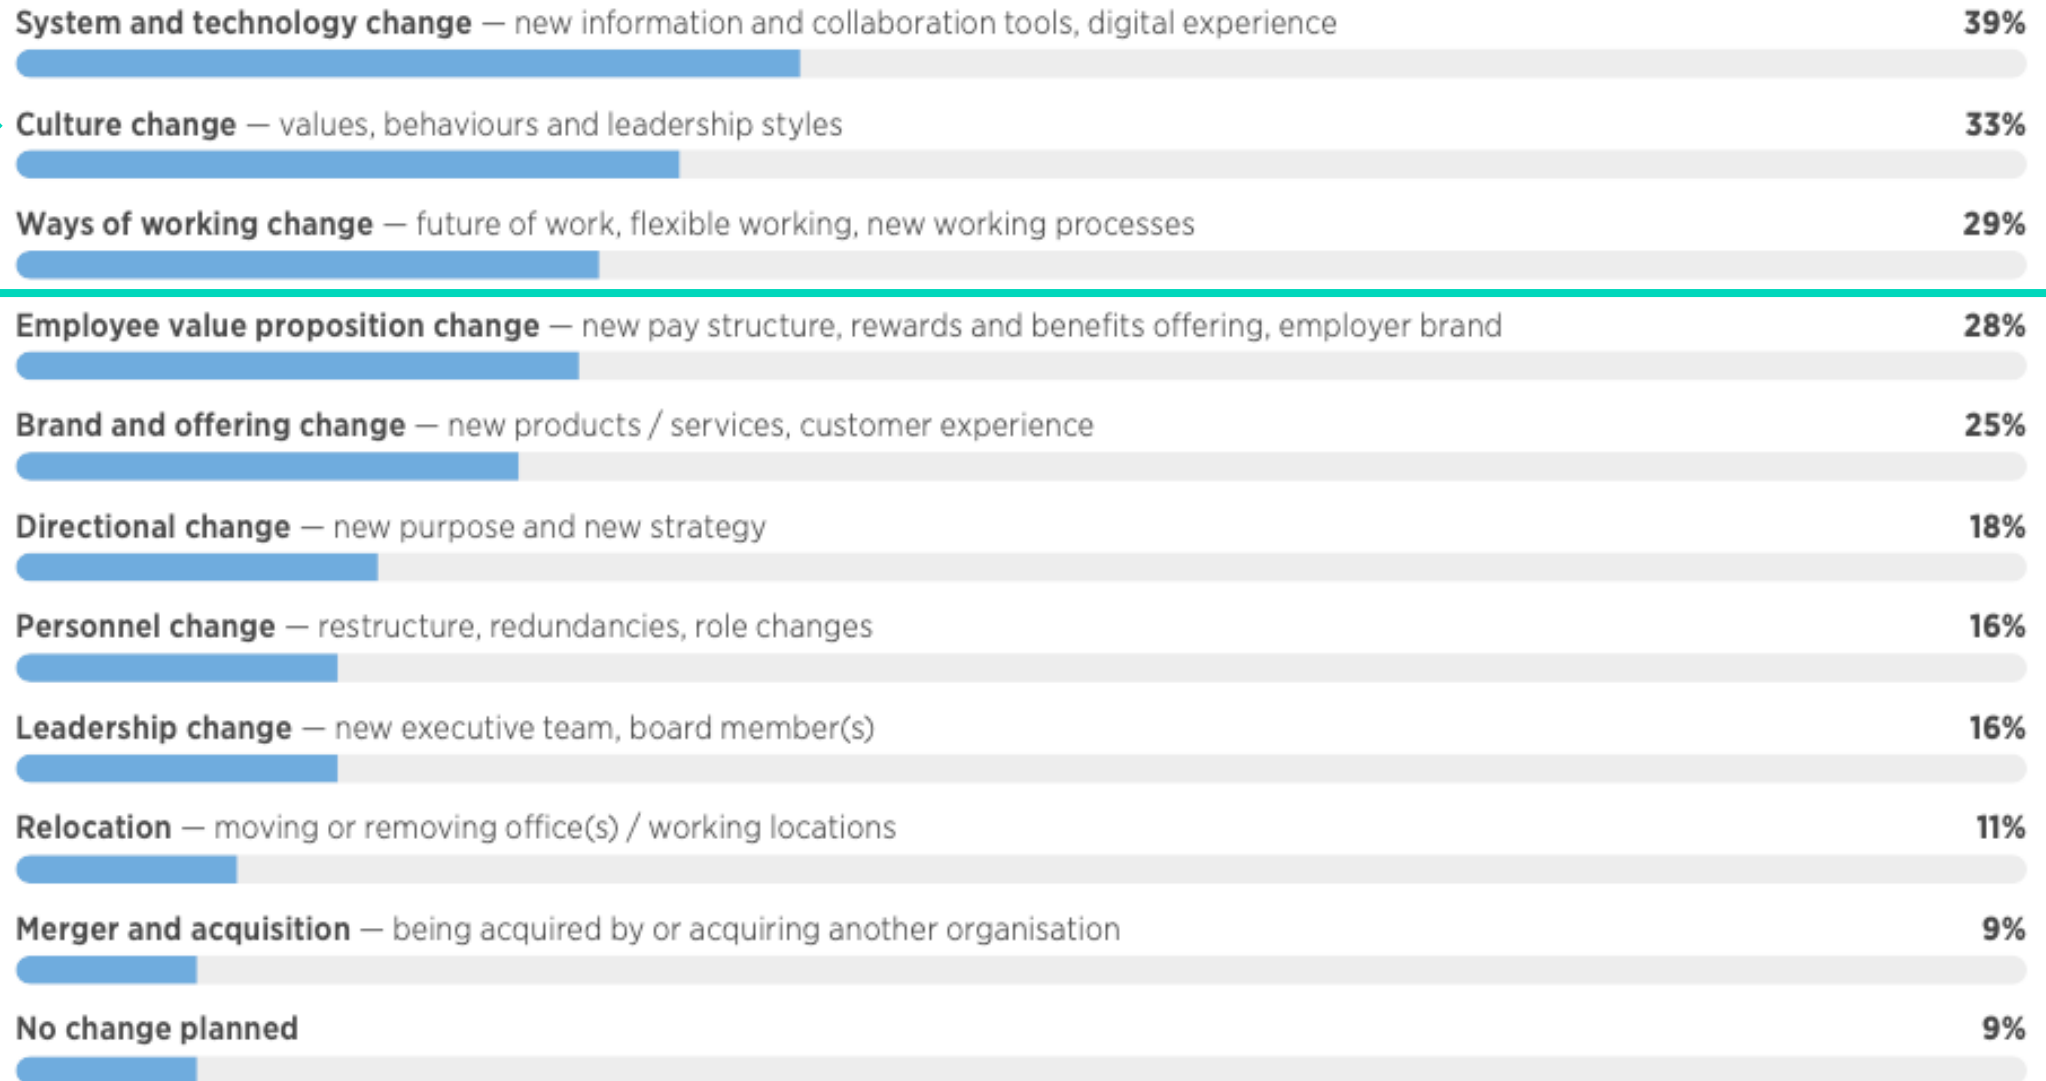 System and technology change — new information and collaboration tools, digital experience 39%
Culture change — values, behaviours and leadership styles 33%
Ways of working change — future of work, flexible working, new working processes 29%
Employee value proposition change — new pay structure, rewards and benefits offering, employer brand 28%
Brand and offering change — new products / services, customer experience 25%
Directional change — new purpose and new strategy 18%
Personnel change — restructure, redundancies, role changes 16%
Leadership change — new executive team, board member(s) 16%
Relocation — moving or removing office(s) / working locations 11%
Merger and acquisition — being acquired by or acquiring another organisation 9%
No change planned 9%